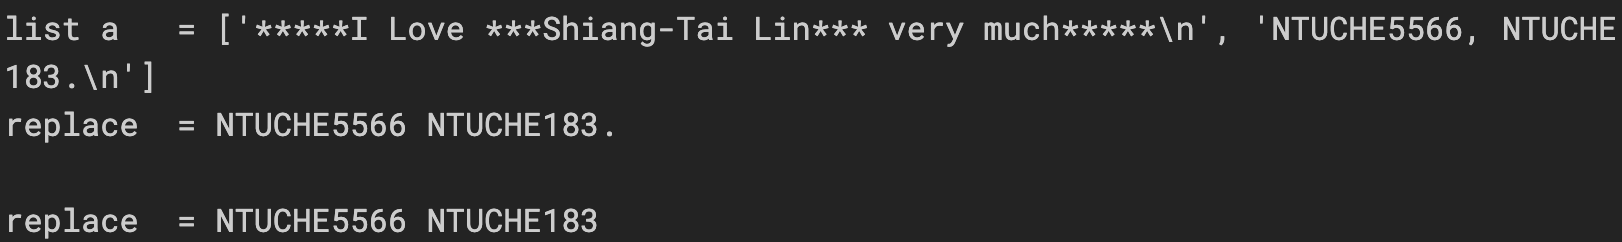 list a   = ['*****I Love ***Shiang-Tai Lin*** very much*****\n', 'NTUCHE5566, NTUCHE
183.\n']
replace  = NTUCHE5566 NTUCHE183.
replace  = NTUCHE5566 NTUCHE183